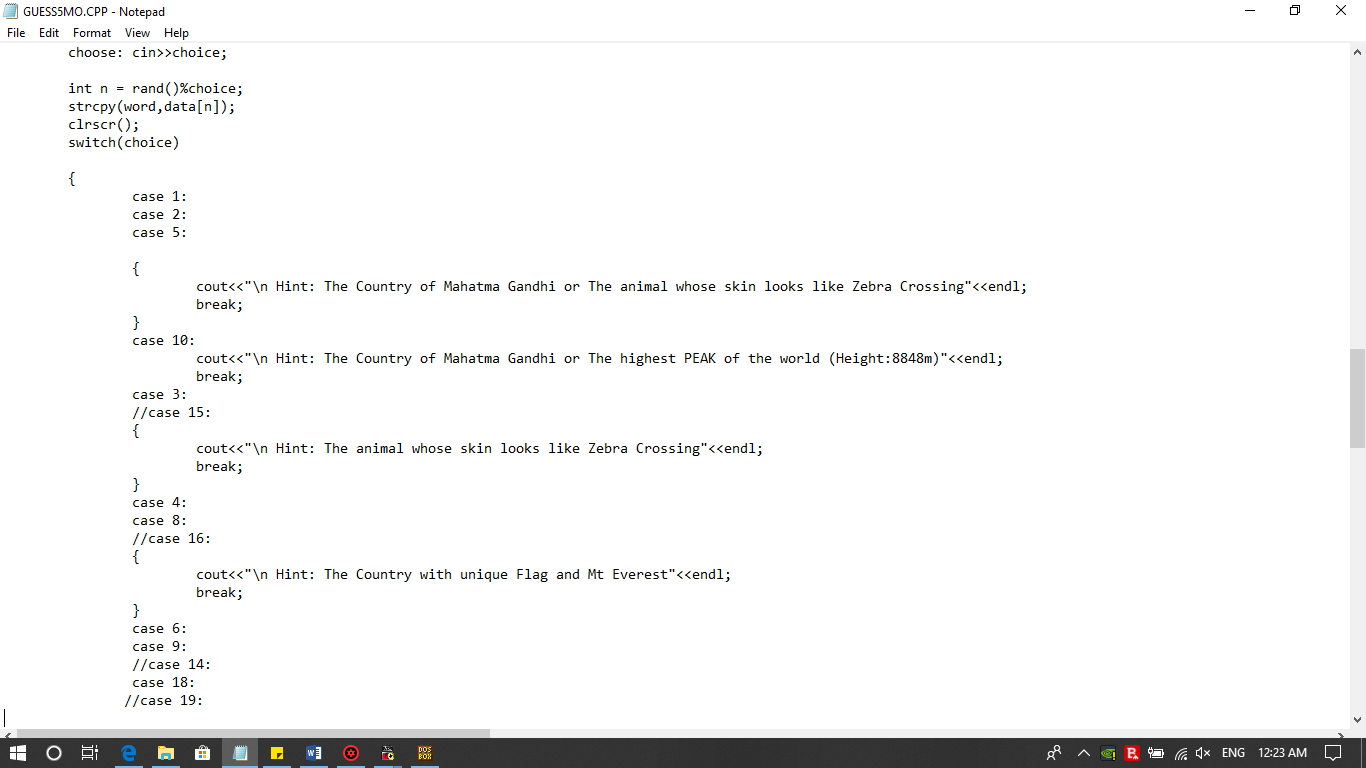 GUESS5MO.CPP - Notepad
File Edit Format View Help
choose: cin>>choice;
int n = rand()%choice;
strcpy(word,data[n]);
clrscr();
switch(choice)
{
case 1:
case 2:
case 5:
{
cout<<"\n Hint: The Country of Mahatma Gandhi or The animal whose skin looks like Zebra Crossing"<<endl;
break;
}
case 10:
cout<<"\n Hint: The Country of Mahatma Gandhi or The highest PEAK of the world (Height:8848m)"<<endl;
break;
case 3:
//case 15:
{
cout<<"\n Hint: The animal whose skin looks like Zebra Crossing"<<endl;
break;
}
case 4:
case 8:
//case 16:
{
cout<<"\n Hint: The Country with unique Flag and Mt Everest"<<endl;
break;
}
case 6:
case 9:
//case 14:
case 18:
//case 19:
DOS BOX
ENG 12:23 AM